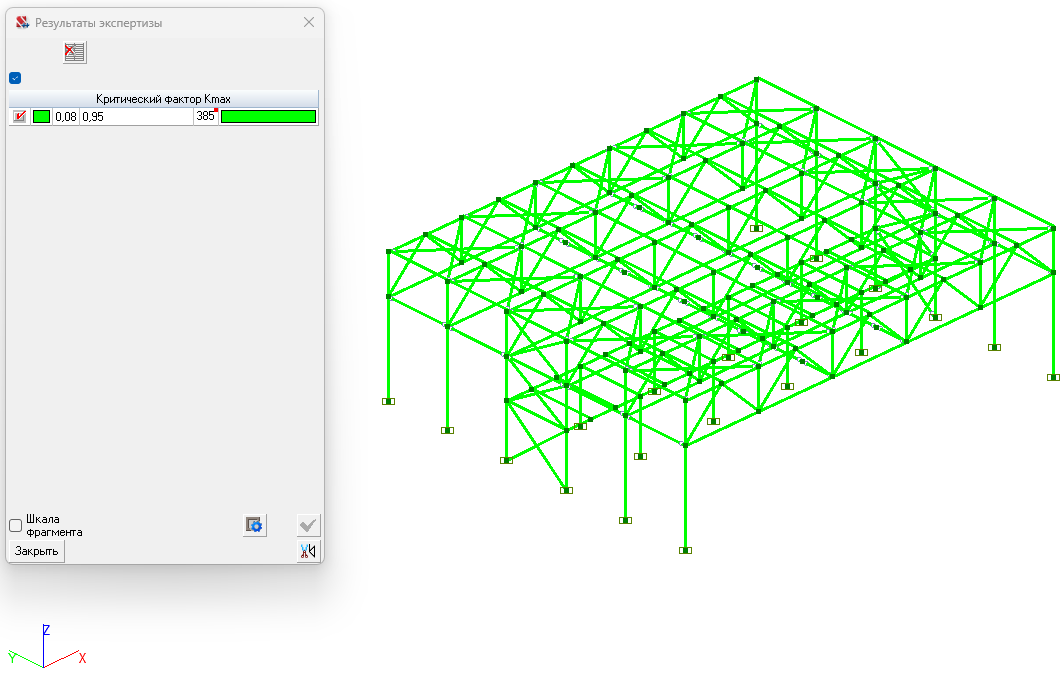 Результаты экспертизы
Критический фактор Kmax
0,08 0,95 385
Шкала
фрагмента
Закрыть
Z
Y
X